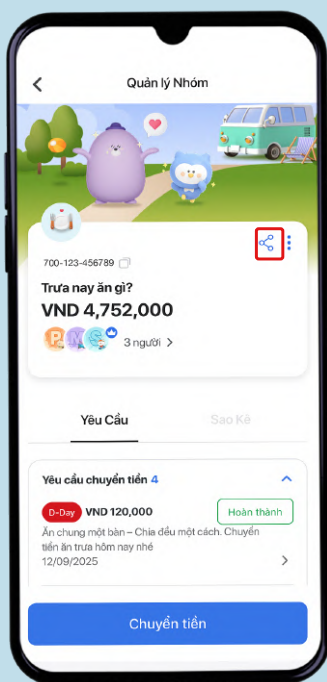 Quản lý Nhóm
700-123-456789
Trưa nay ăn gì?
VND 4,752,000
P M S
3 người
Yêu Cầu
Sao Kê
Yêu cầu chuyển tiền 4
D-Day VND 120,000
Hoàn thành
Ăn chung một bàn – Chia đều một cách. Chuyển
tiền ăn trưa hôm nay nhé
12/09/2025
Chuyển tiền